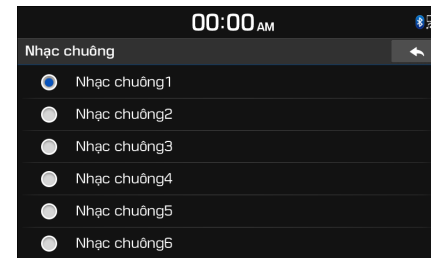 00:00 AM
Nhạc chuông
Nhạc chuông1
Nhạc chuông2
Nhạc chuông3
Nhạc chuông4
Nhạc chuông5
Nhạc chuông6